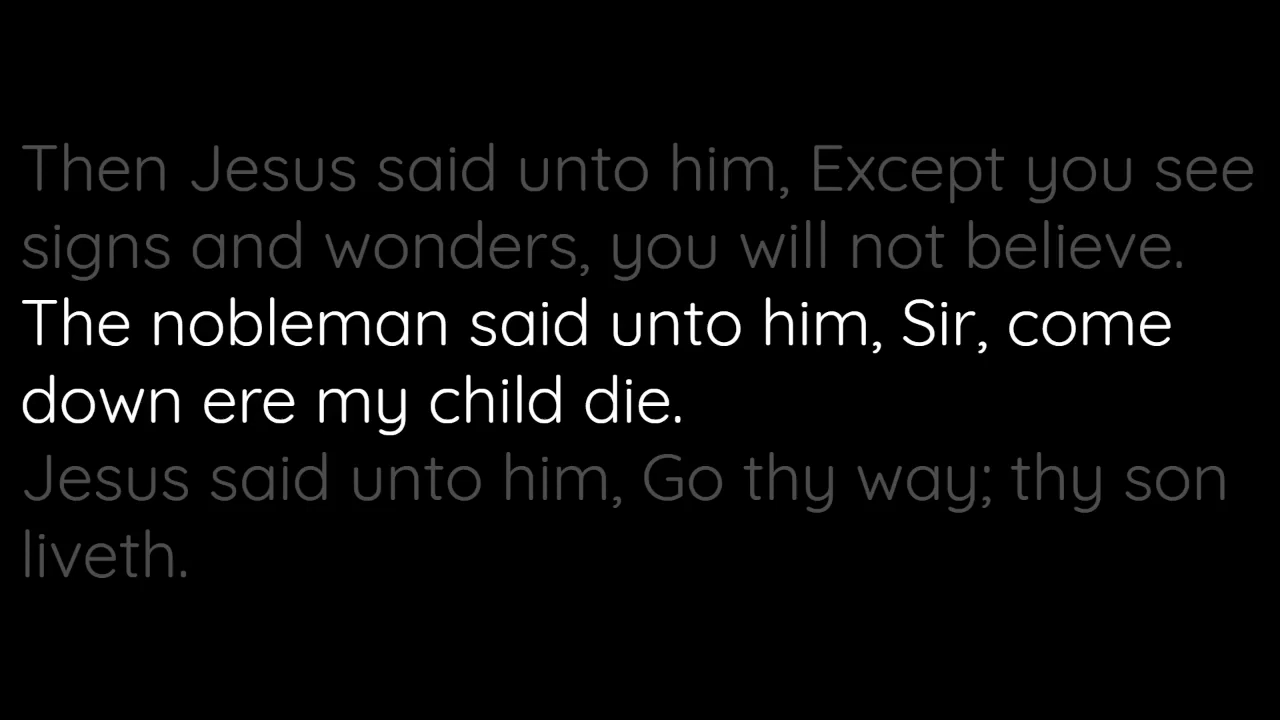 Then Jesus said unto him, Except you see
signs and wonders, you will not believe.
The nobleman said unto him, Sir, come
down ere my child die.
Jesus said unto him, Go thy way; thy son
liveth.